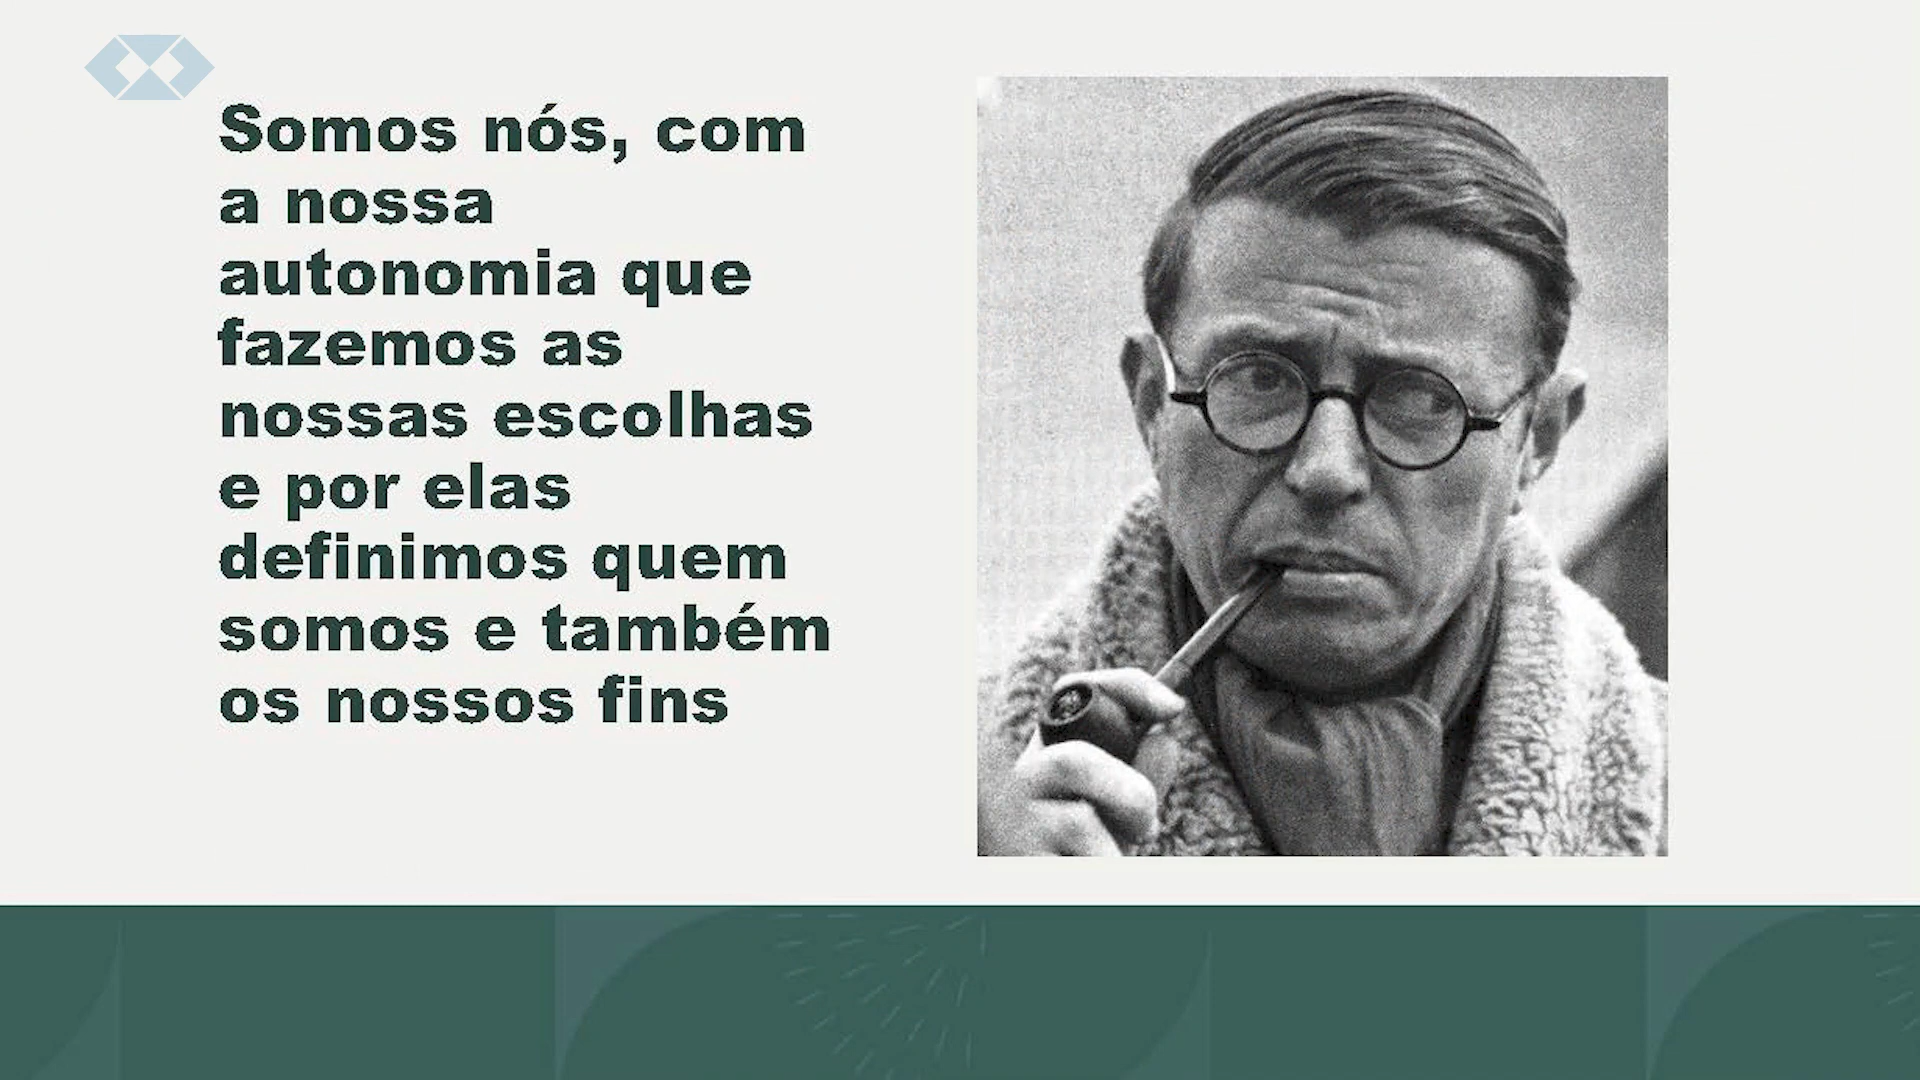 Somos nós, com
a nossa
autonomia que
fazemos as
nossas escolhas
e por elas
definimos quem
somos e também
os nossos fins